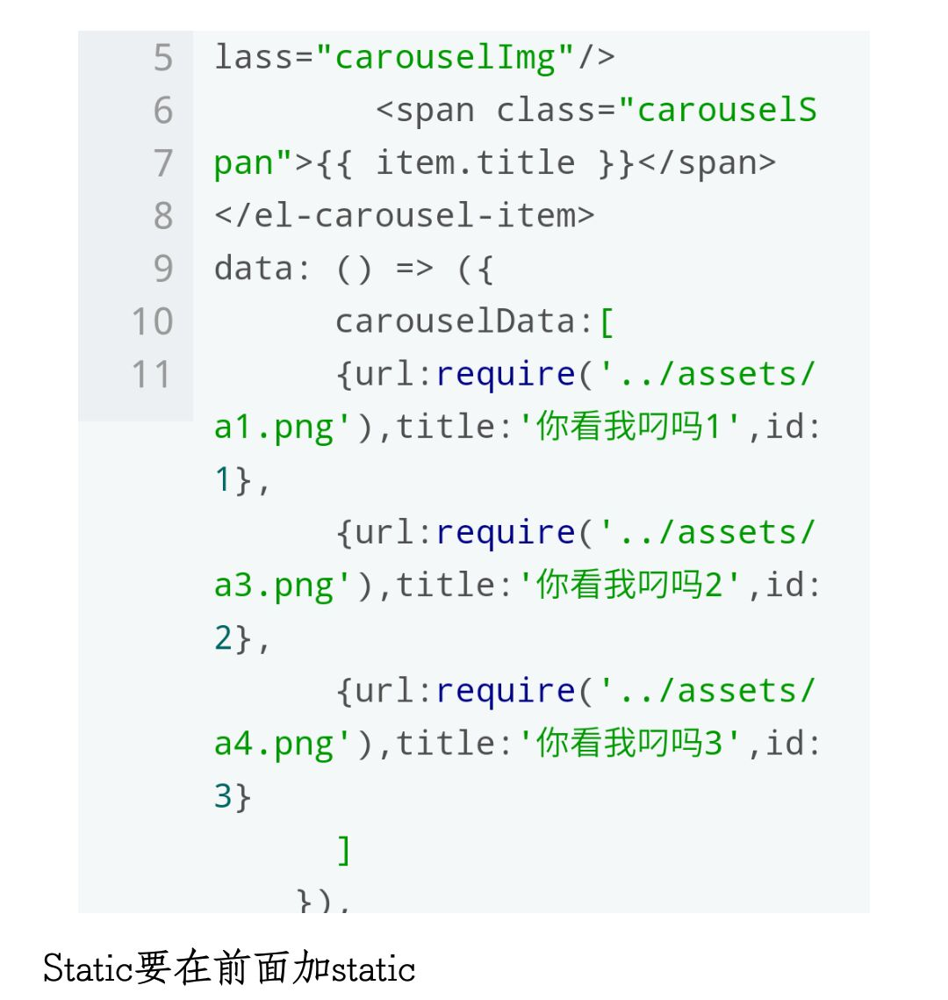 5 lass="carouselImg"/>
6 <span class="carouselS
7 pan">{{ item.title }}</span>
8 </el-carousel-item>
9 data: () => ({
10 carouselData:[
11 {url:require('../assets/
a1.png'),title:'你看我叼吗1',id:
1},
{url:require('../assets/
a3.png'),title:'你看我叼吗2',id:
2},
{url:require('../assets/
a4.png'),title:'你看我叼吗3',id:
3}
]
}),
Static要在前面加static